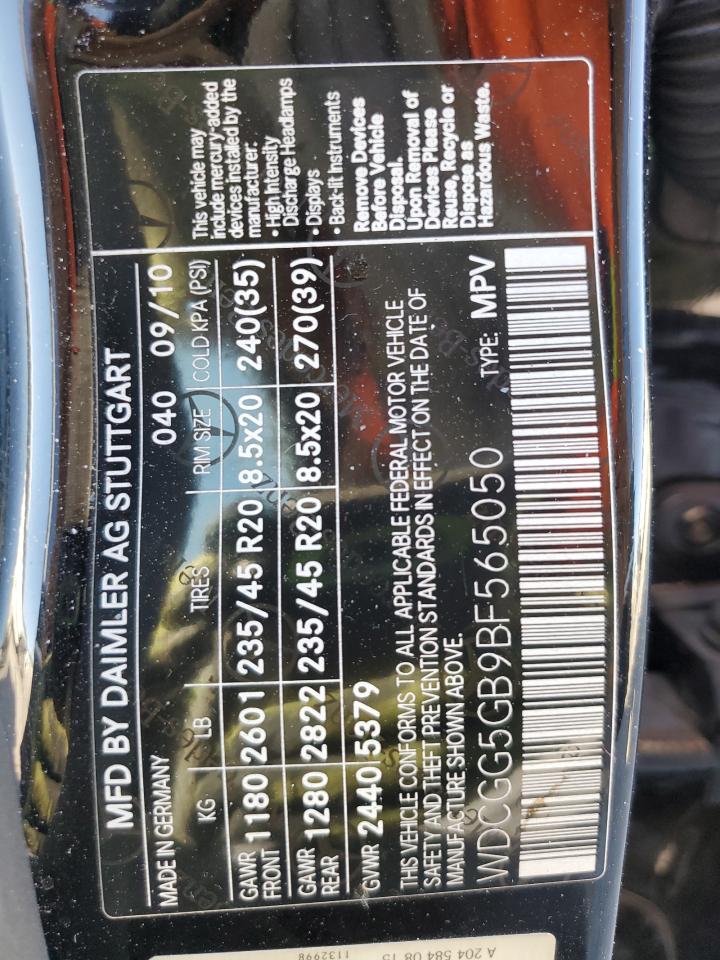 MFD BY DAIMLER AG STUTTGART
MADE IN GERMANY 040 09/10
KG LB TIRES RIM SIZE COLD KPA (PSI)
GAWR FRONT 1180 2601 235/45 R20 8.5x20 240(35)
GAWR REAR 1280 2822 235/45 R20 8.5x20 270(39)
GVWR 2440 5379
THIS VEHICLE CONFORMS TO ALL APPLICABLE FEDERAL MOTOR VEHICLE
SAFETY AND THEFT PREVENTION STANDARDS IN EFFECT ON THE DATE OF
MANUFACTURE SHOWN ABOVE.
WDCGG5GB9BF565050 TYPE: MPV
This vehicle may
include mercury-added
devices installed by the
manufacturer:
• High Intensity
Discharge Headlamps
• Displays
• Back-lit Instruments
Remove Devices
Before Vehicle
Disposal.
Upon Removal of
Devices Please
Reuse, Recycle or
Dispose as
Hazardous Waste.
A 204 584 08 15
1132998